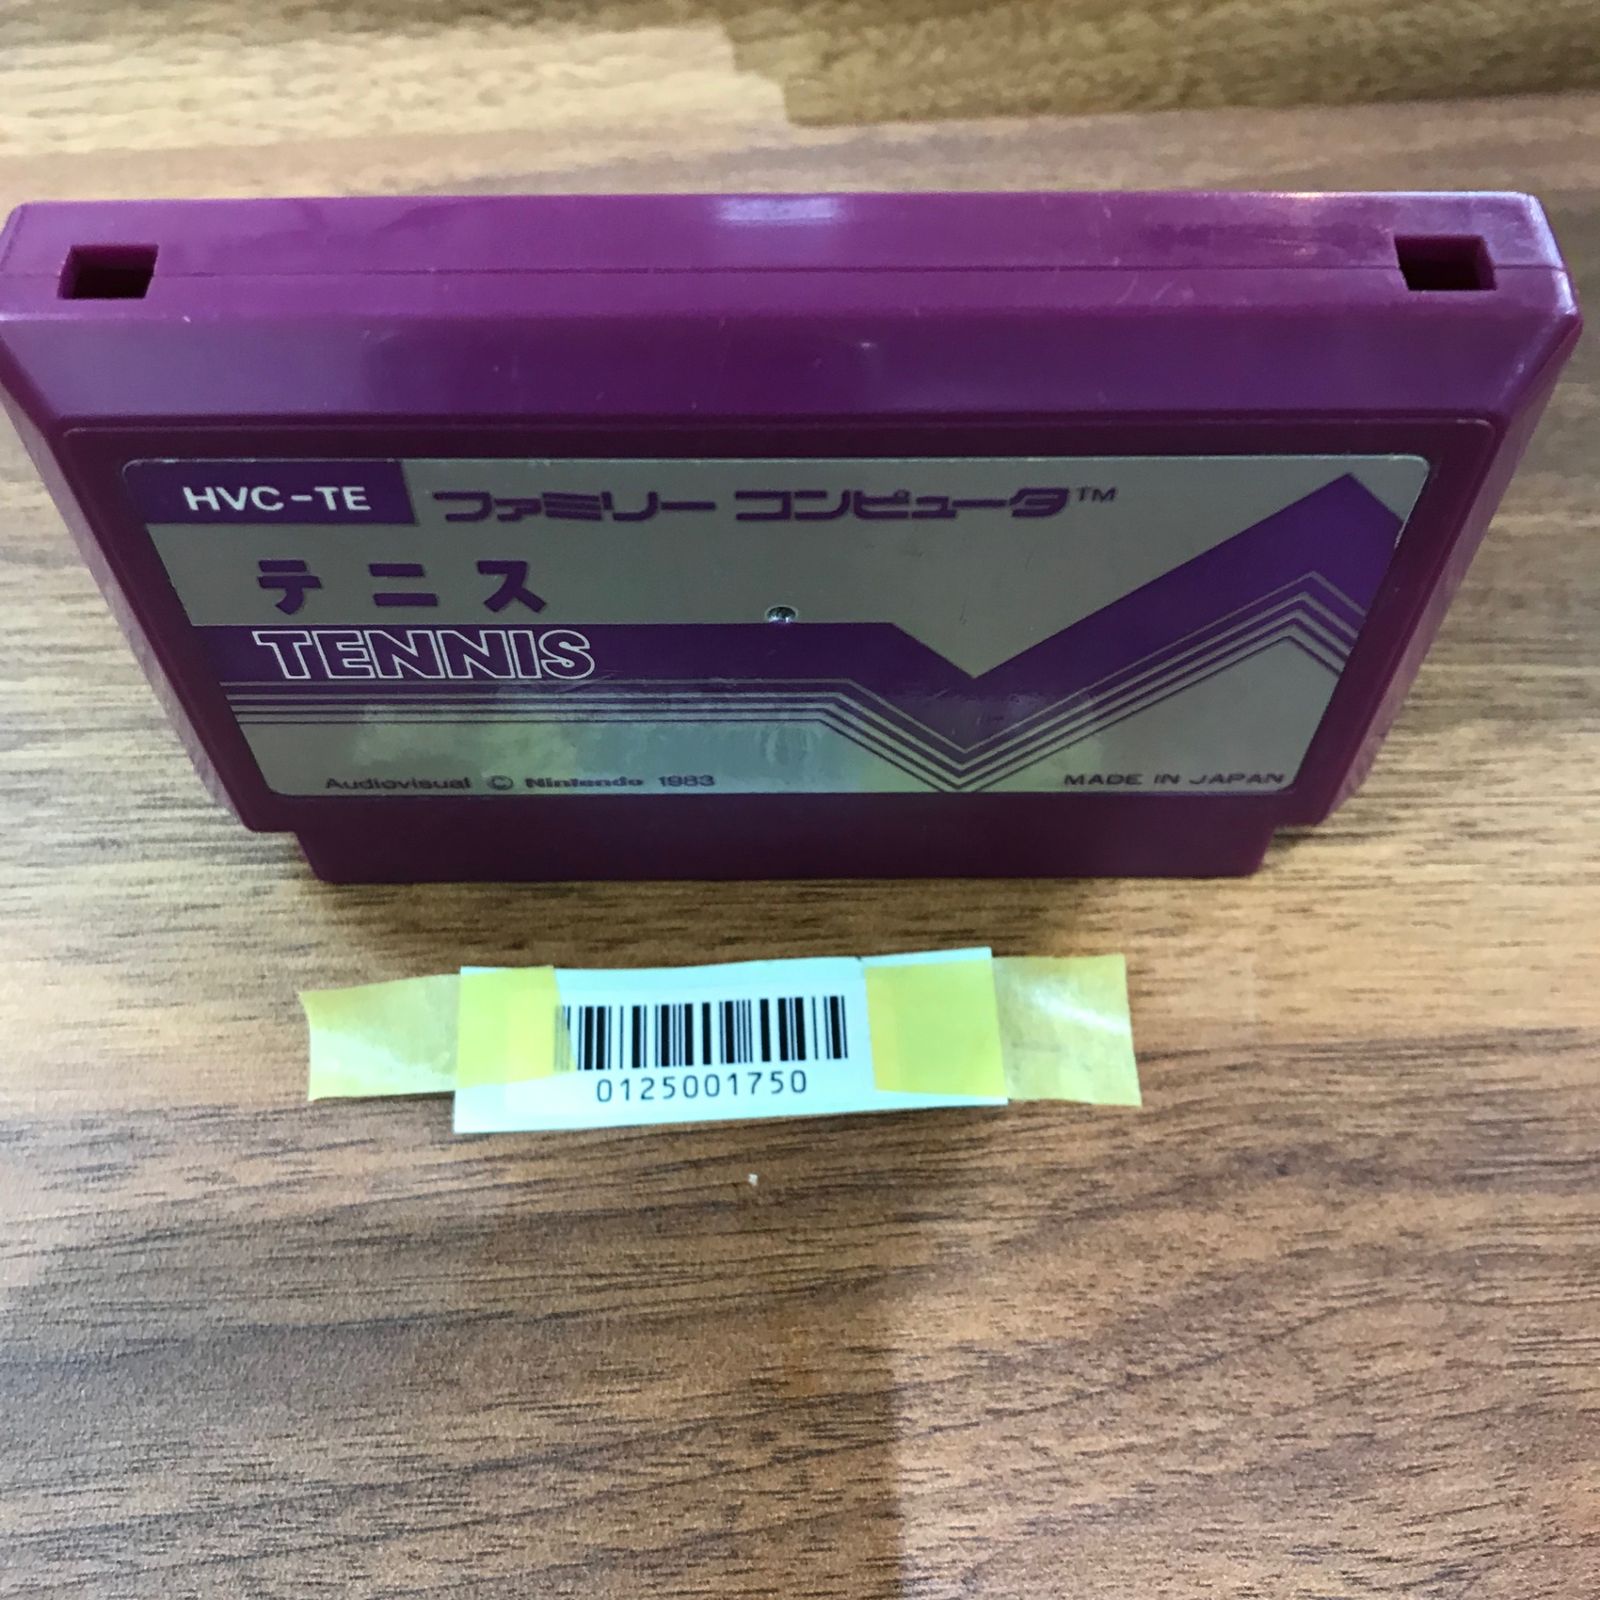 HVC-TE ファミリー コンピュータ™
テニス
TENNIS
Audiovisual © Nintendo 1983 MADE IN JAPAN
0125001750